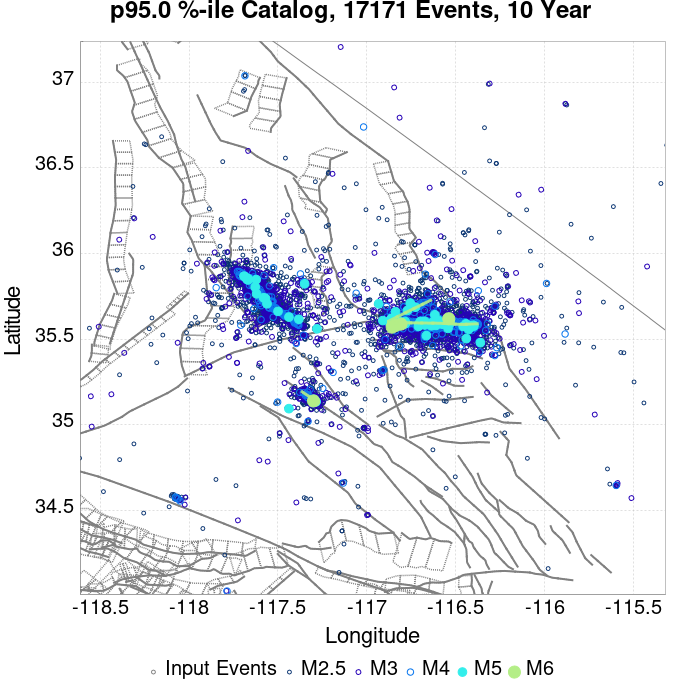 p95.0 %-ile Catalog, 17171 Events, 10 Year
37
36.5
36
35.5
35
34.5
Latitude
-118.5 -118 -117.5 -117 -116.5 -116 -115.5
Longitude
Input Events M2.5 M3 M4 M5 M6